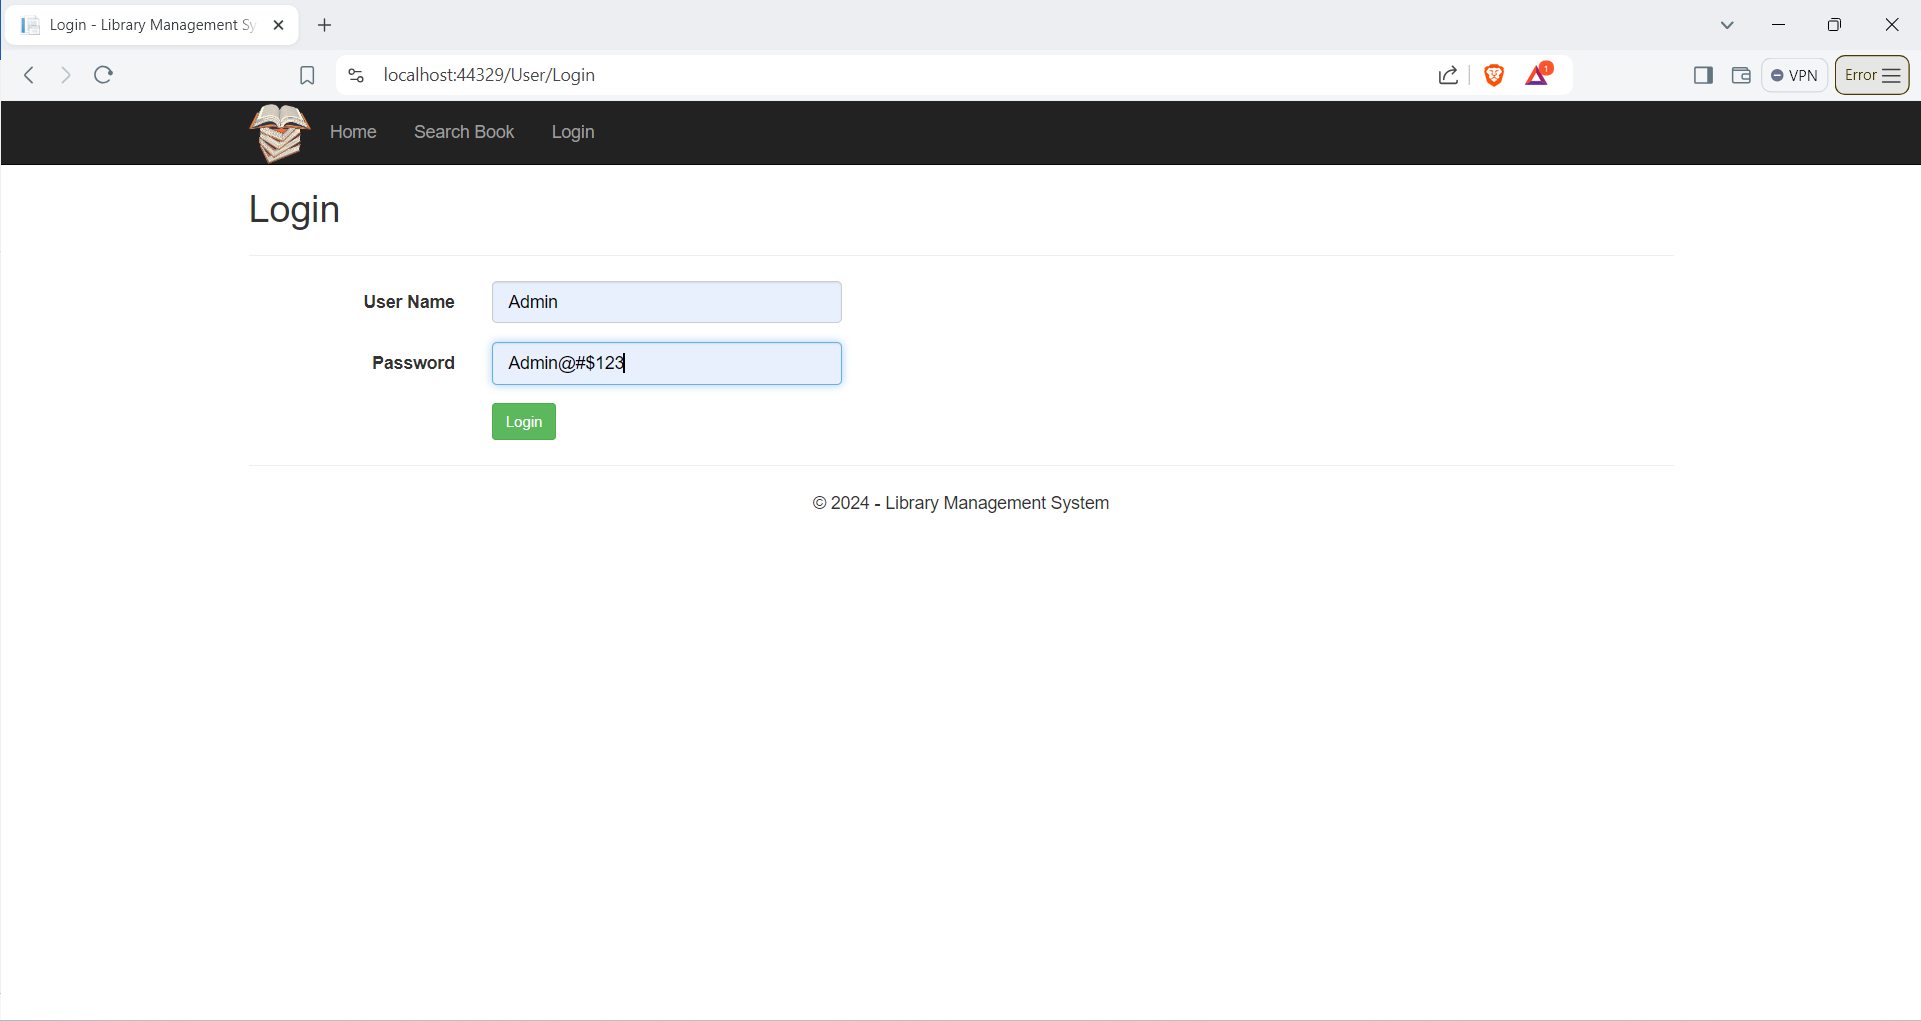 Login - Library Management Sy
localhost:44329/User/Login
1
VPN
Error
Home Search Book Login
Login
User Name Admin
Password Admin@#$123
Login
© 2024 - Library Management System